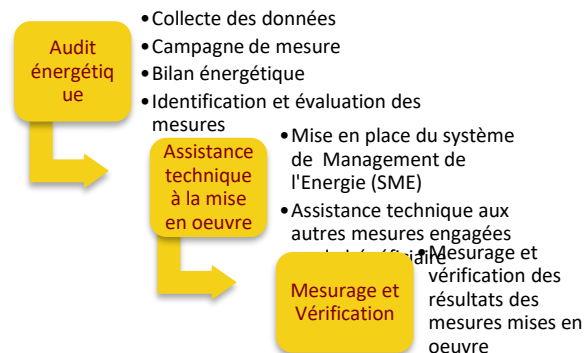 Audit
énergétiq
ue
•Collecte des données
•Campagne de mesure
•Bilan énergétique
•Identification et évaluation des
mesures
Assistance
technique
à la mise
en oeuvre
•Mise en place du système
de Management de
l'Energie (SME)
•Assistance technique aux
autres mesures engagées
Mesurage et
Vérification
•Mesurage et
vérification des
résultats des
mesures mises en
oeuvre